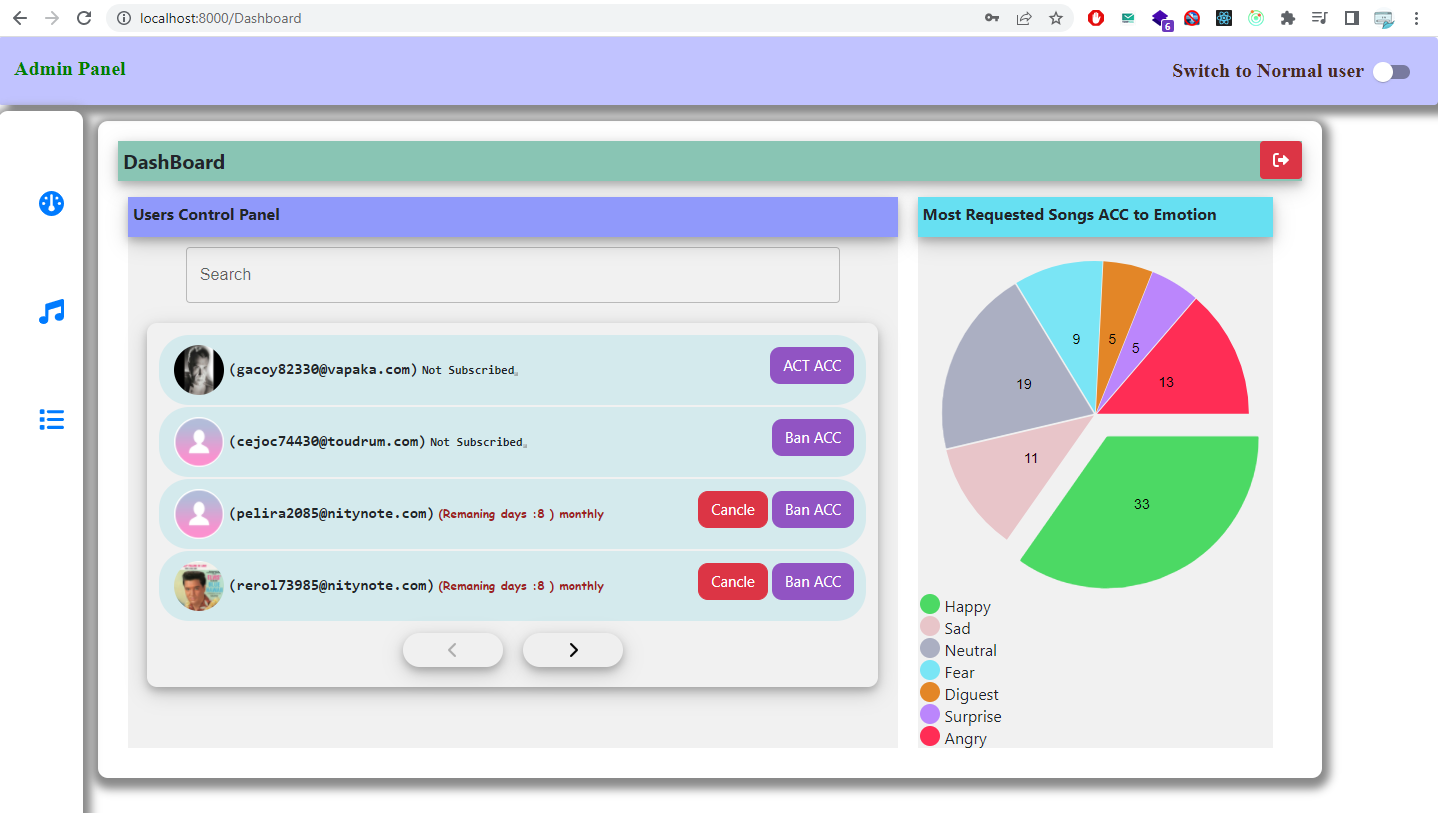 localhost:8000/Dashboard
6
Admin Panel
Switch to Normal user
DashBoard
Users Control Panel
Search
(gacoy82330@vapaka.com) Not Subscribed。
ACT ACC
(cejoc74430@toudrum.com) Not Subscribed。
Ban ACC
(pelira2085@nitynote.com) (Remaning days :8 ) monthly
Cancle
Ban ACC
(rerol73985@nitynote.com) (Remaning days :8 ) monthly
Cancle
Ban ACC
Most Requested Songs ACC to Emotion
9
5
5
19
13
11
33
Happy
Sad
Neutral
Fear
Diguest
Surprise
Angry